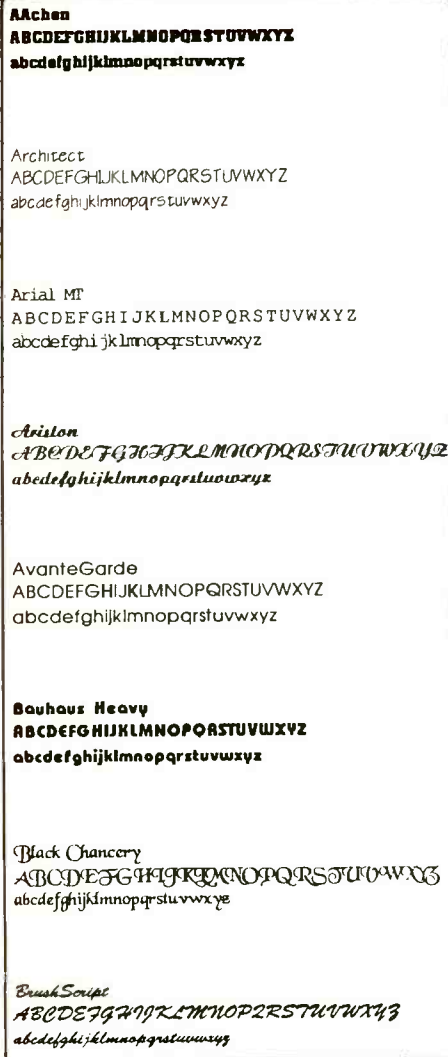 AAchen
ABCDEFGHIJKLMNOPQRSTUVWXYZ
abcdefghijklmnopqrstuvwxyz
Architect
ABCDEFGHIJKLMNOPQRSTUVWXYZ
abcdefghijklmnopqrstuvwxyz
Arial MT
ABCDEFGHIJKLMNOPQRSTUVWXYZ
abcdefghijklmnopqrstuvwxyz
Ariston
ABCDEFGHIJKLMNOPQRSTUVWXYZ
abcdefghijklmnopqrstuvwxyz
AvanteGarde
ABCDEFGHIJKLMNOPQRSTUVWXYZ
abcdefghijklmnopqrstuvwxyz
Bauhaus Heavy
ABCDEFGHIJKLMNOPQRSTUVWXYZ
abcdefghijklmnopqrstuvwxyz
Black Chancery
ABCDEFGHIJKLMNOPQRSTUVWXYZ
abcdefghijklmnopqrstuvwxyz
BrushScript
ABCDEFGHIJKLMNOPQRSTUVWXYZ
abcdefghijklmnopqrstuvwxyz